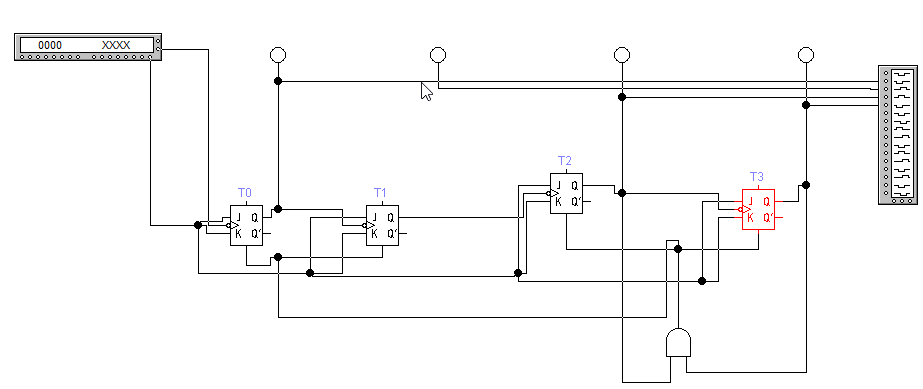 0000 XXXX
T2
J Q
K Q'
T3
J Q
K Q'
T0
J Q
K Q'
T1
J Q
K Q'